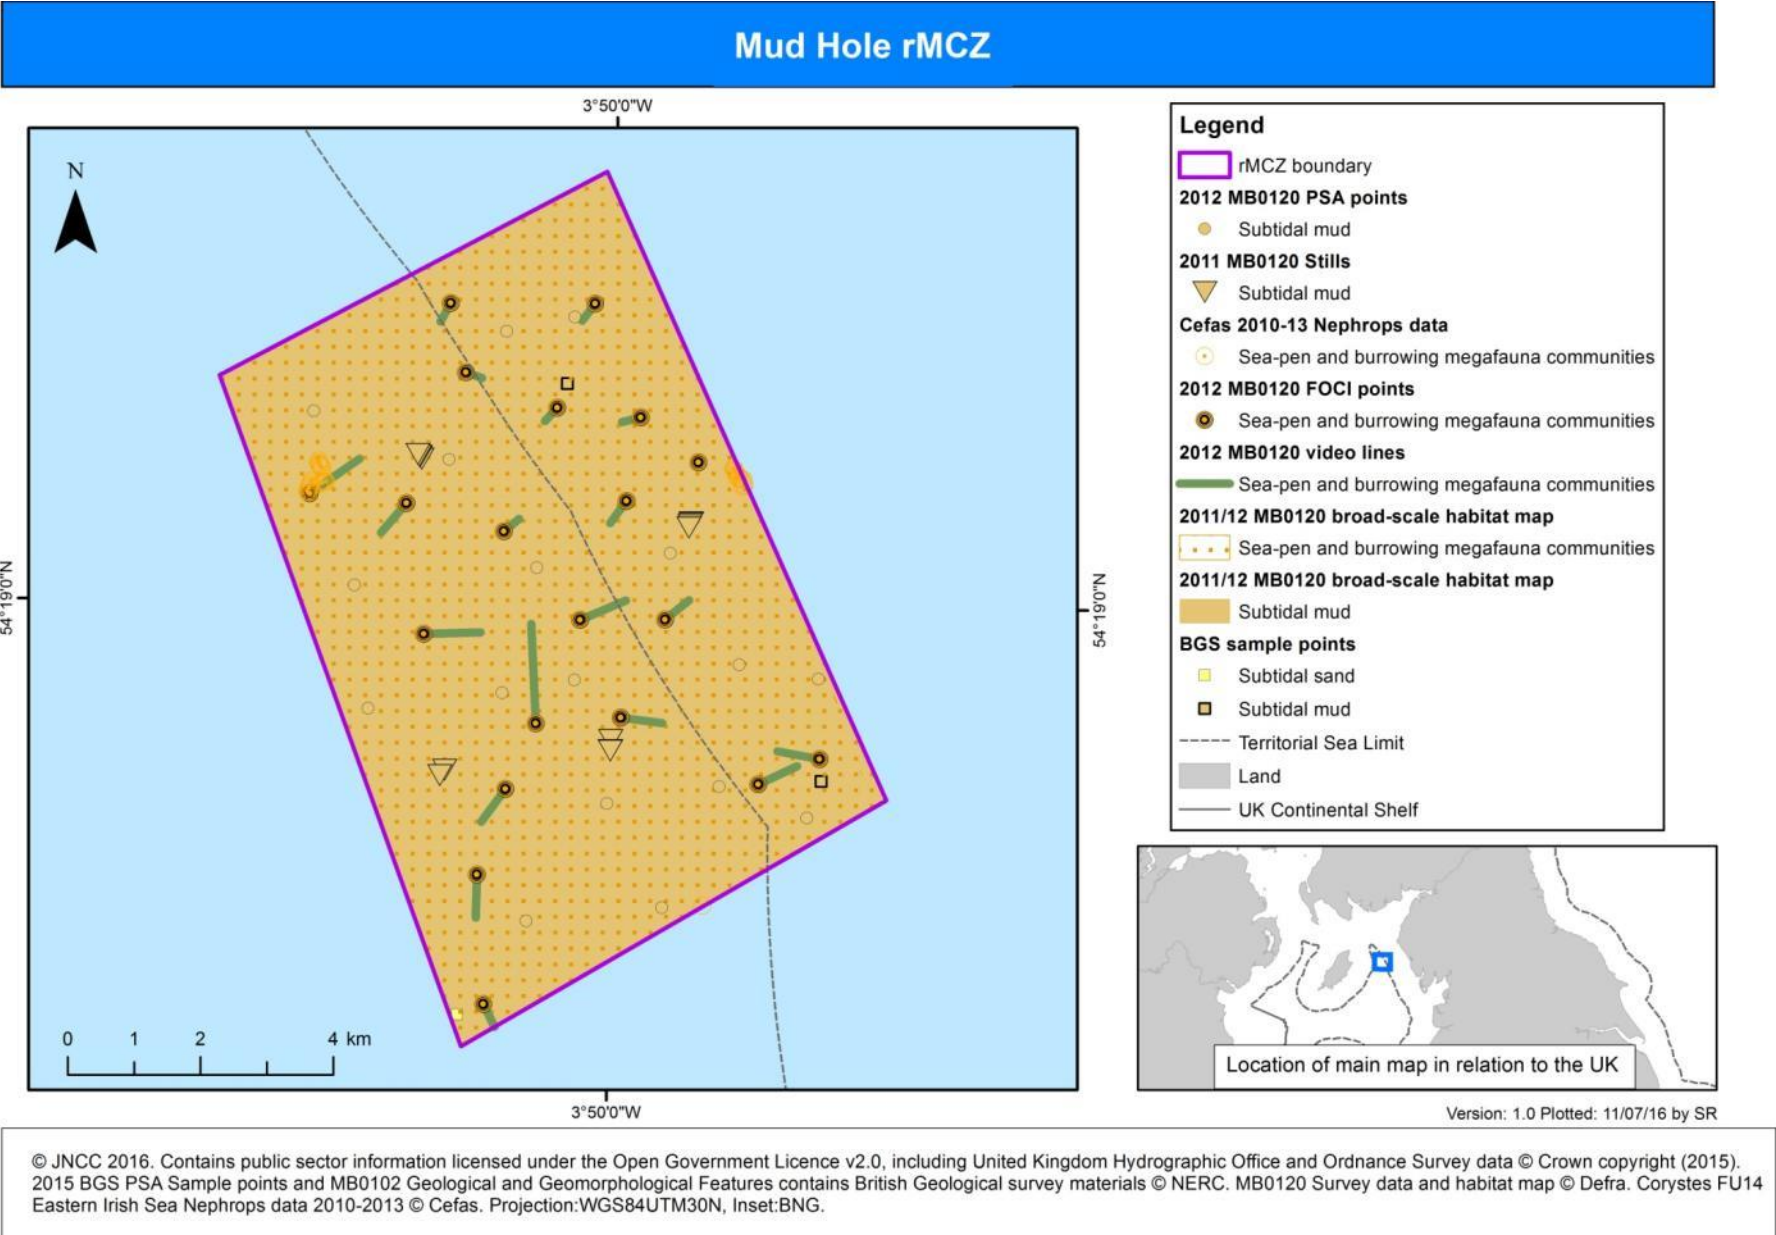 Mud Hole rMCZ
3°50'0"W
N
54°19'0"N
54°19'0"N
0 1 2 4 km
3°50'0"W
Legend
rMCZ boundary
2012 MB0120 PSA points
Subtidal mud
2011 MB0120 Stills
Subtidal mud
Cefas 2010-13 Nephrops data
Sea-pen and burrowing megafauna communities
2012 MB0120 FOCI points
Sea-pen and burrowing megafauna communities
2012 MB0120 video lines
Sea-pen and burrowing megafauna communities
2011/12 MB0120 broad-scale habitat map
Sea-pen and burrowing megafauna communities
2011/12 MB0120 broad-scale habitat map
Subtidal mud
BGS sample points
Subtidal sand
Subtidal mud
Territorial Sea Limit
Land
UK Continental Shelf
Location of main map in relation to the UK
Version: 1.0 Plotted: 11/07/16 by SR
© JNCC 2016. Contains public sector information licensed under the Open Government Licence v2.0, including United Kingdom Hydrographic Office and Ordnance Survey data © Crown copyright (2015).
2015 BGS PSA Sample points and MB0102 Geological and Geomorphological Features contains British Geological survey materials © NERC. MB0120 Survey data and habitat map © Defra. Corystes FU14
Eastern Irish Sea Nephrops data 2010-2013 © Cefas. Projection:WGS84UTM30N, Inset:BNG.